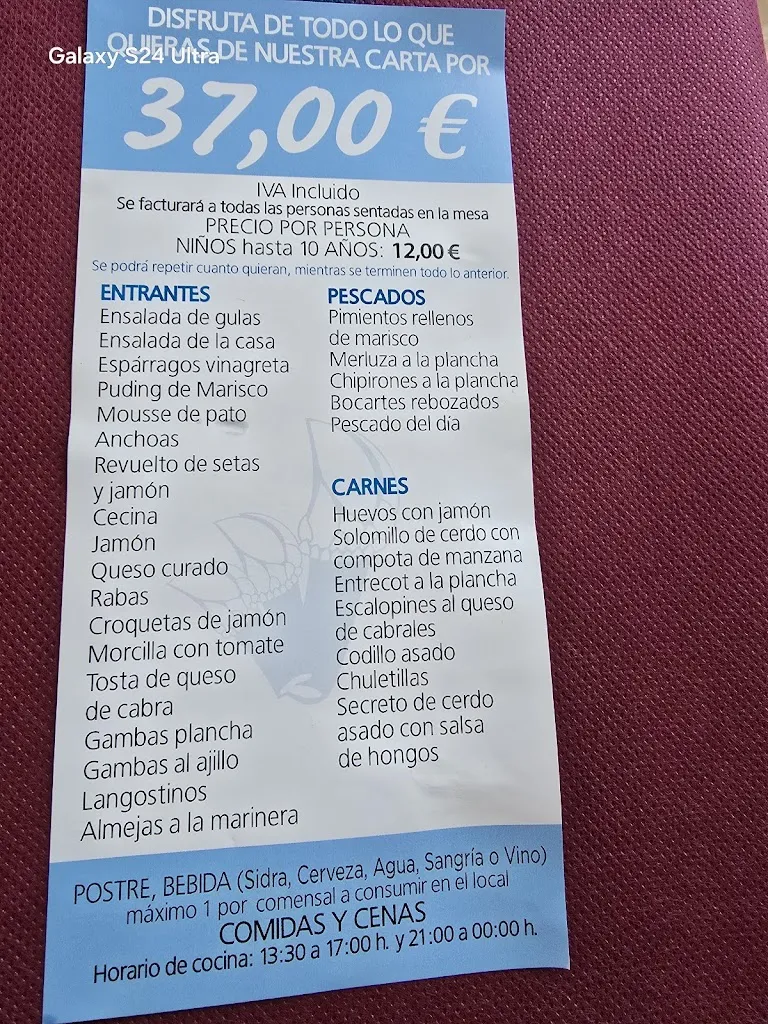 DISFRUTA DE TODO LO QUE
QUIERAS DE NUESTRA CARTA POR
Galaxy S24 Ultra
37,00 €
IVA Incluido
Se facturará a todas las personas sentadas en la mesa
PRECIO POR PERSONA
NIÑOS hasta 10 AÑOS: 12,00 €
Se podrá repetir cuanto quieran, mientras se terminen todo lo anterior.
ENTRANTES
Ensalada de gulas
Ensalada de la casa
Espárragos vinagreta
Puding de Marisco
Mousse de pato
Anchoas
Revuelto de setas
y jamón
Cecina
Jamón
Queso curado
Rabas
Croquetas de jamón
Morcilla con tomate
Tosta de queso
de cabra
Gambas plancha
Gambas al ajillo
Langostinos
Almejas a la marinera
PESCADOS
Pimientos rellenos
de marisco
Merluza a la plancha
Chipirones a la plancha
Bocartes rebozados
Pescado del día
CARNES
Huevos con jamón
Solomillo de cerdo con
compota de manzana
Entrecot a la plancha
Escalopines al queso
de cabrales
Codillo asado
Chuletillas
Secreto de cerdo
asado con salsa
de hongos
POSTRE, BEBIDA (Sidra, Cerveza, Agua, Sangría o Vino)
máximo 1 por comensal a consumir en el local
COMIDAS Y CENAS
Horario de cocina: 13:30 a 17:00 h. y 21:00 a 00:00 h.